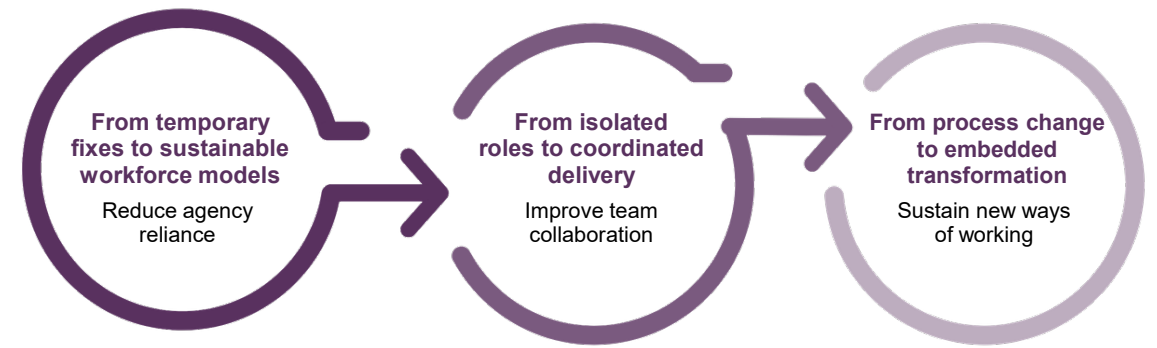 From temporary
fixes to sustainable
workforce models
Reduce agency
reliance
From isolated
roles to coordinated
delivery
Improve team
collaboration
From process change
to embedded
transformation
Sustain new ways
of working